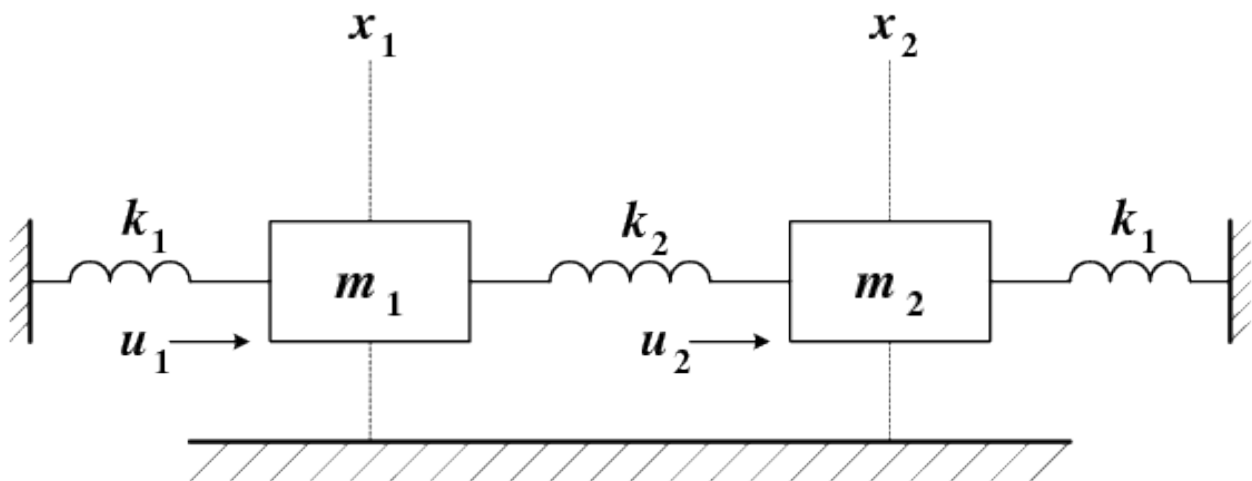 x₁ x₂
k₁ k₂ k₁
m₁ m₂
u₁ u₂